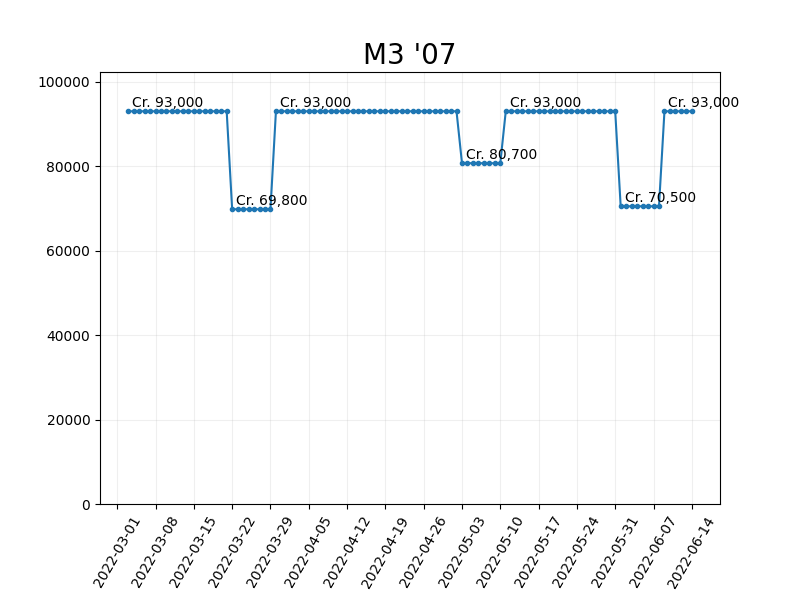 M3 '07
100000
80000
60000
40000
20000
0
Cr. 93,000
Cr. 69,800
Cr. 93,000
Cr. 80,700
Cr. 93,000
Cr. 70,500
Cr. 93,000
2022-03-01
2022-03-08
2022-03-15
2022-03-22
2022-03-29
2022-04-05
2022-04-12
2022-04-19
2022-04-26
2022-05-03
2022-05-10
2022-05-17
2022-05-24
2022-05-31
2022-06-07
2022-06-14